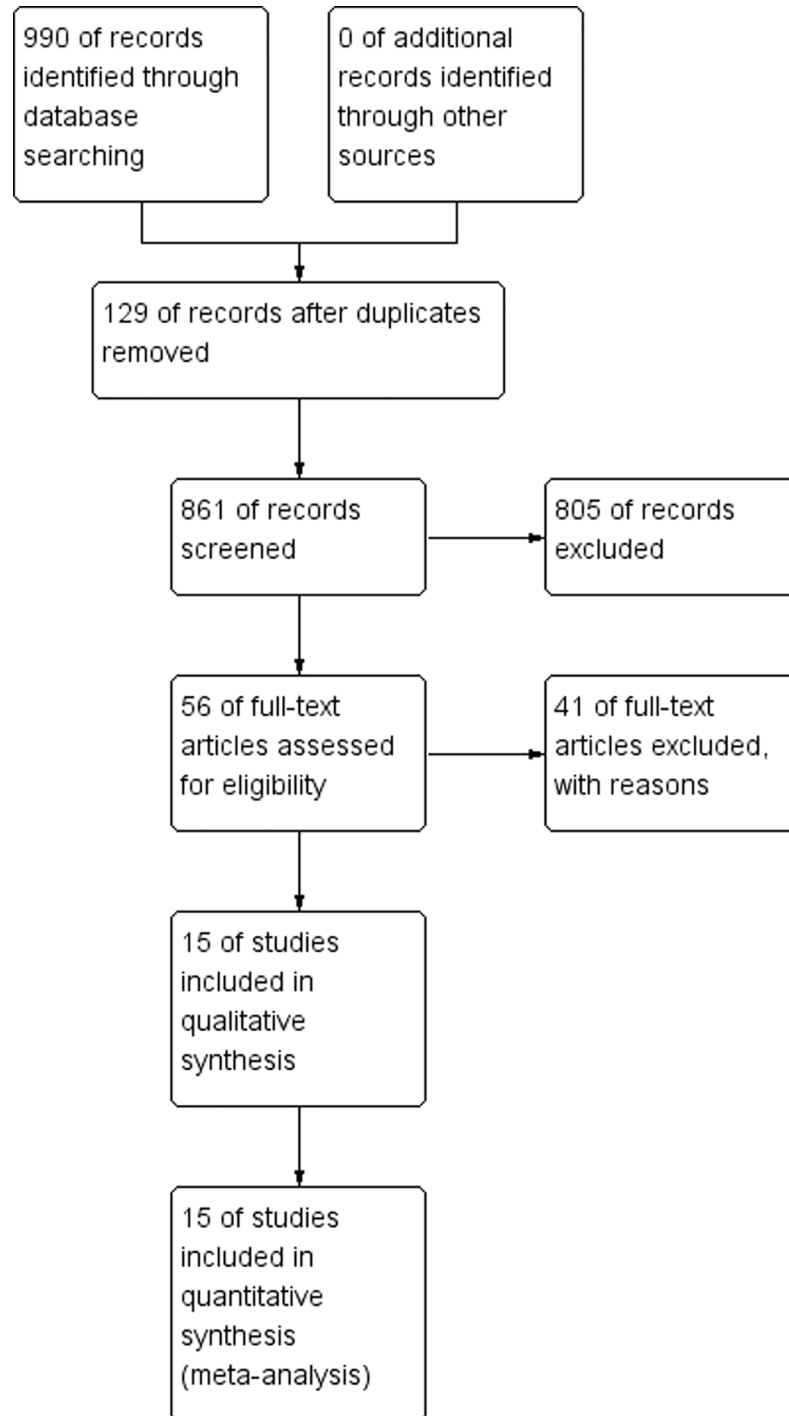 990 of records
identified through
database
searching
0 of additional
records identified
through other
sources
129 of records after duplicates
removed
861 of records
screened
805 of records
excluded
56 of full-text
articles assessed
for eligibility
41 of full-text
articles excluded,
with reasons
15 of studies
included in
qualitative
synthesis
15 of studies
included in
quantitative
synthesis
(meta-analysis)